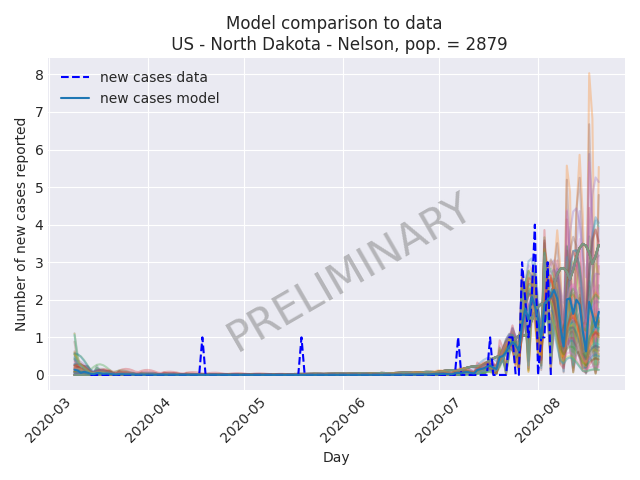 Model comparison to data
US - North Dakota - Nelson, pop. = 2879
new cases data
new cases model
PRELIMINARY
Number of new cases reported
8
7
6
5
4
3
2
1
0
2020-03
2020-04
2020-05
2020-06
2020-07
2020-08
Day